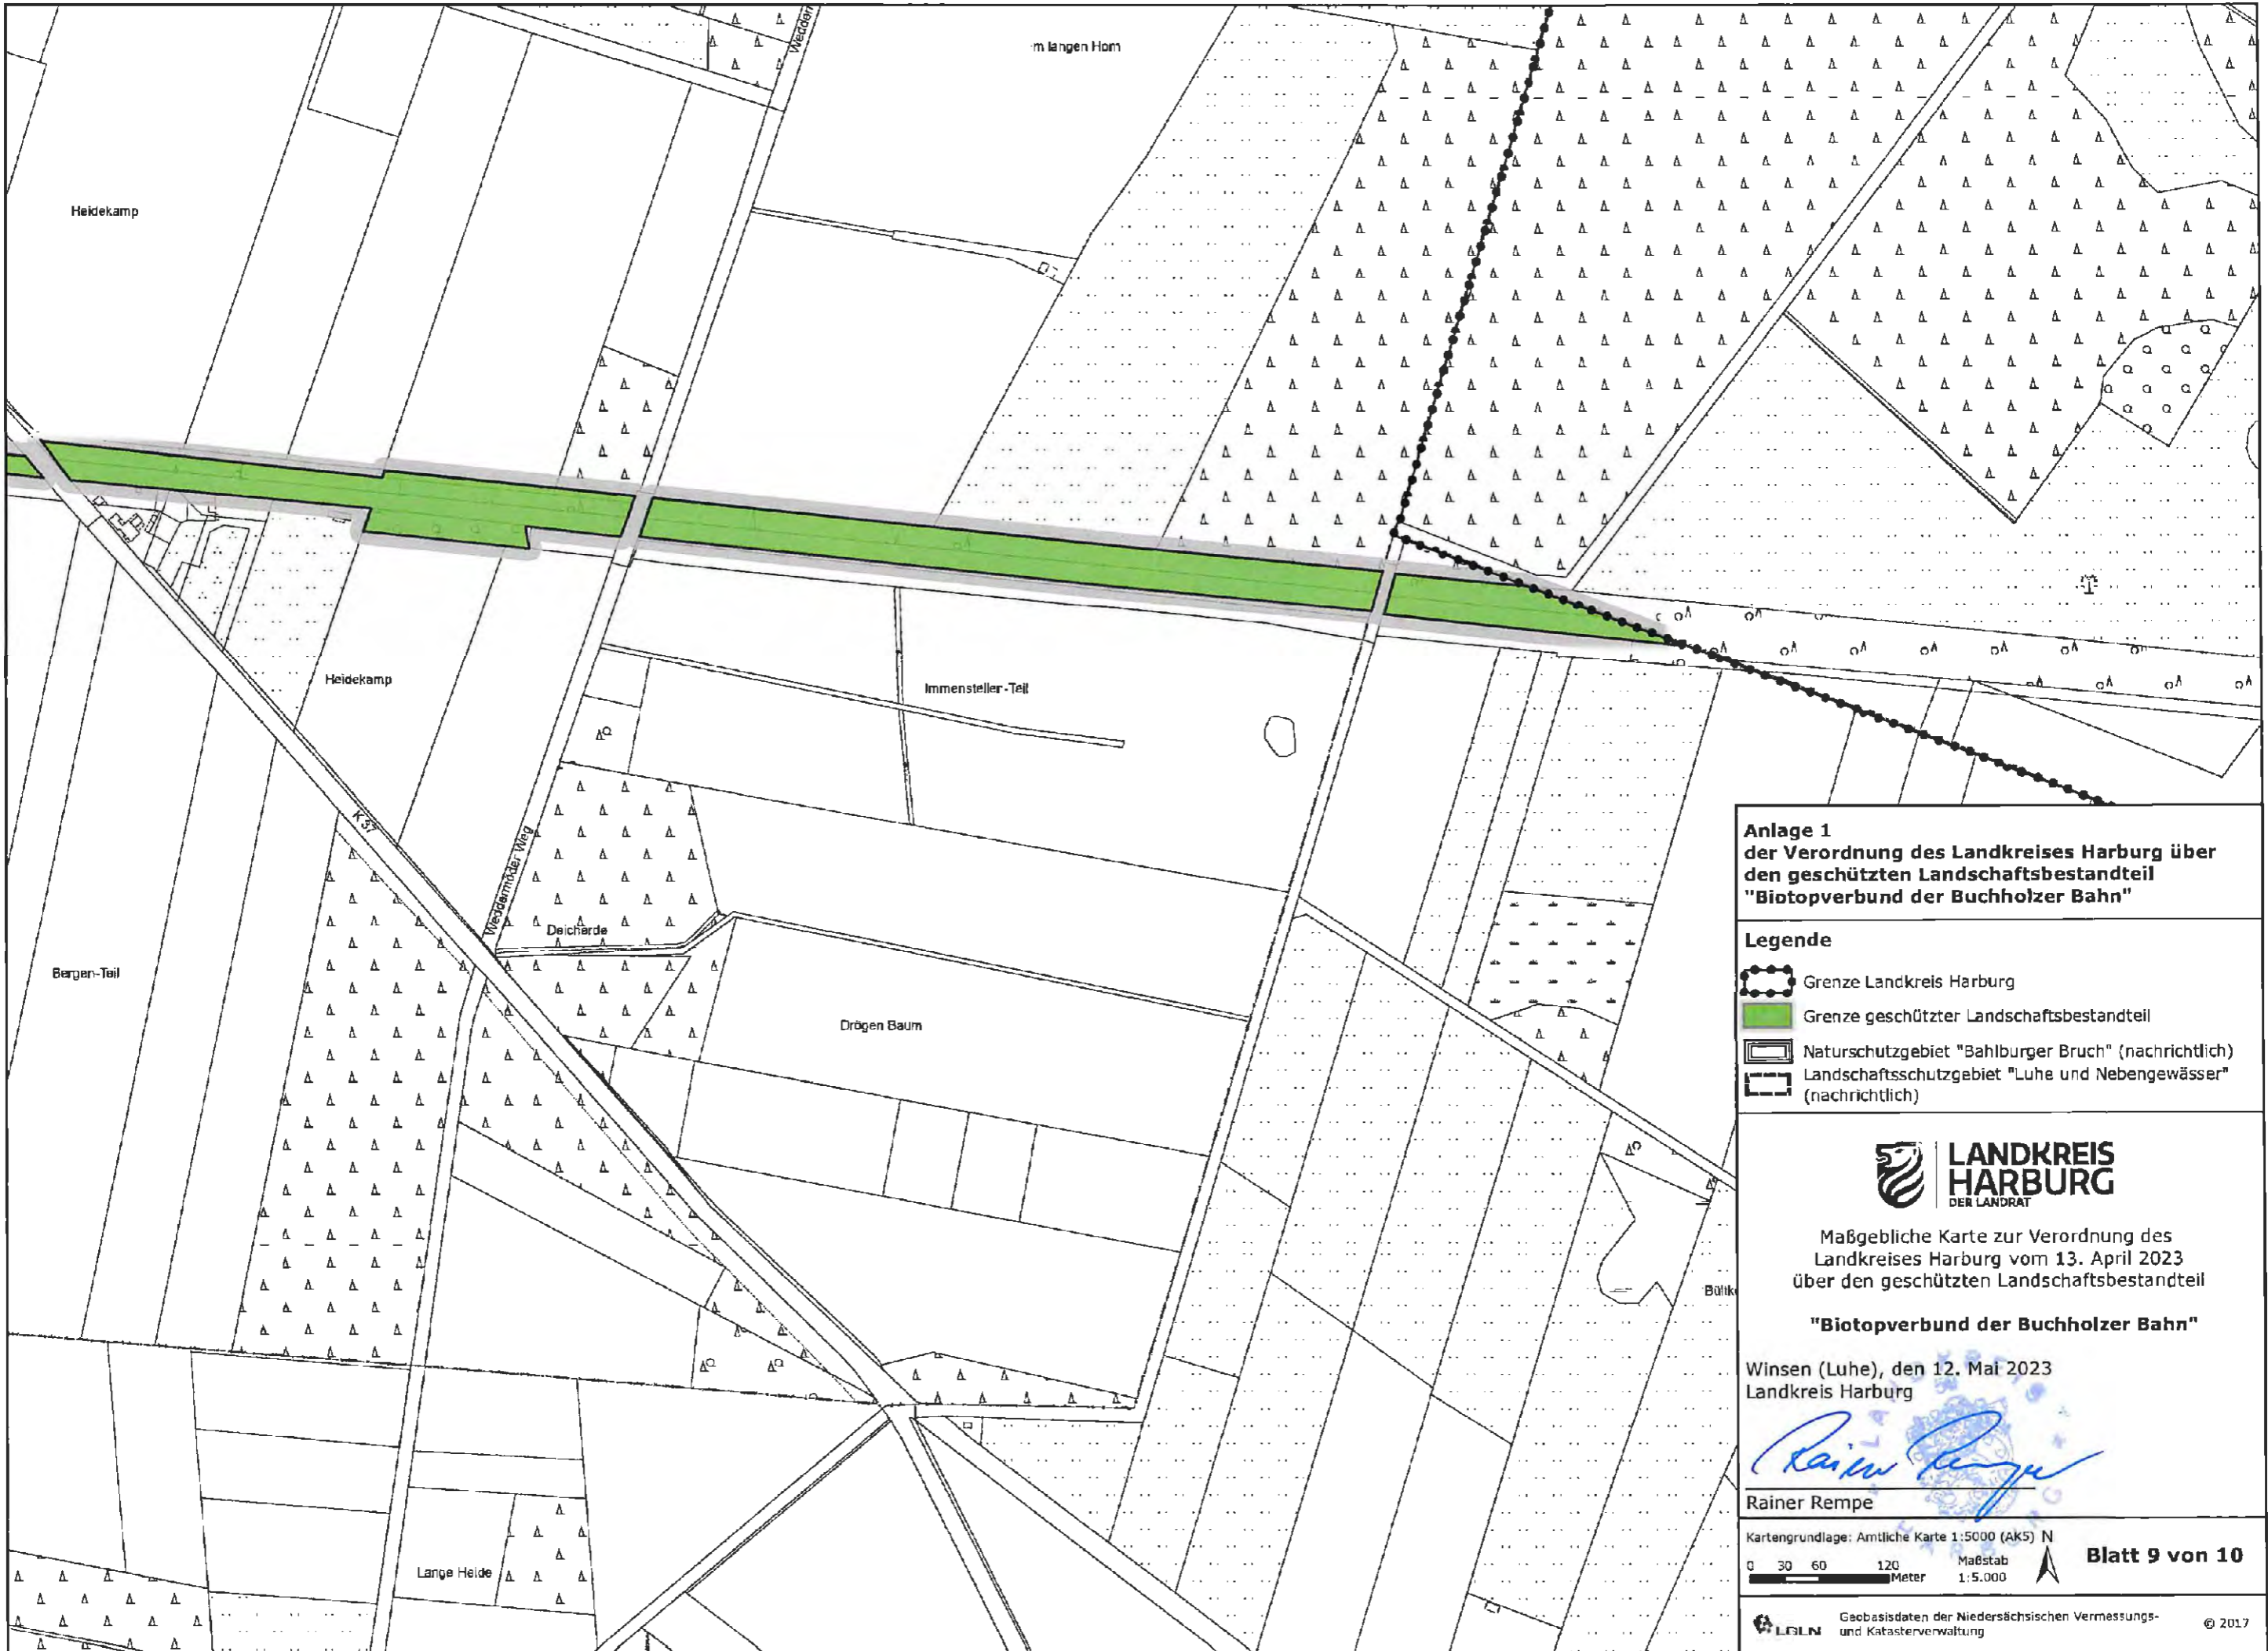 m langen Horn
Heidekamp
Heidekamp
Immensteller-Teil
K 37
Weddermöder Weg
Deicherde
Bergen-Teil
Drögen Baum
Lange Heide
Anlage 1
der Verordnung des Landkreises Harburg über
den geschützten Landschaftsbestandteil
"Biotopverbund der Buchholzer Bahn"
Legende
Grenze Landkreis Harburg
Grenze geschützter Landschaftsbestandteil
Naturschutzgebiet "Bahlburger Bruch" (nachrichtlich)
Landschaftsschutzgebiet "Luhe und Nebengewässer"
(nachrichtlich)
LANDKREIS
HARBURG
DER LANDRAT
Maßgebliche Karte zur Verordnung des
Landkreises Harburg vom 13. April 2023
über den geschützten Landschaftsbestandteil
"Biotopverbund der Buchholzer Bahn"
Winsen (Luhe), den 12. Mai 2023
Landkreis Harburg
Rainer Rempe
Kartengrundlage: Amtliche Karte 1:5000 (AK5) N
0 30 60 120
Meter
Maßstab
1:5.000
Blatt 9 von 10
LGLN
Geobasisdaten der Niedersächsischen Vermessungs-
und Katasterverwaltung
© 2017